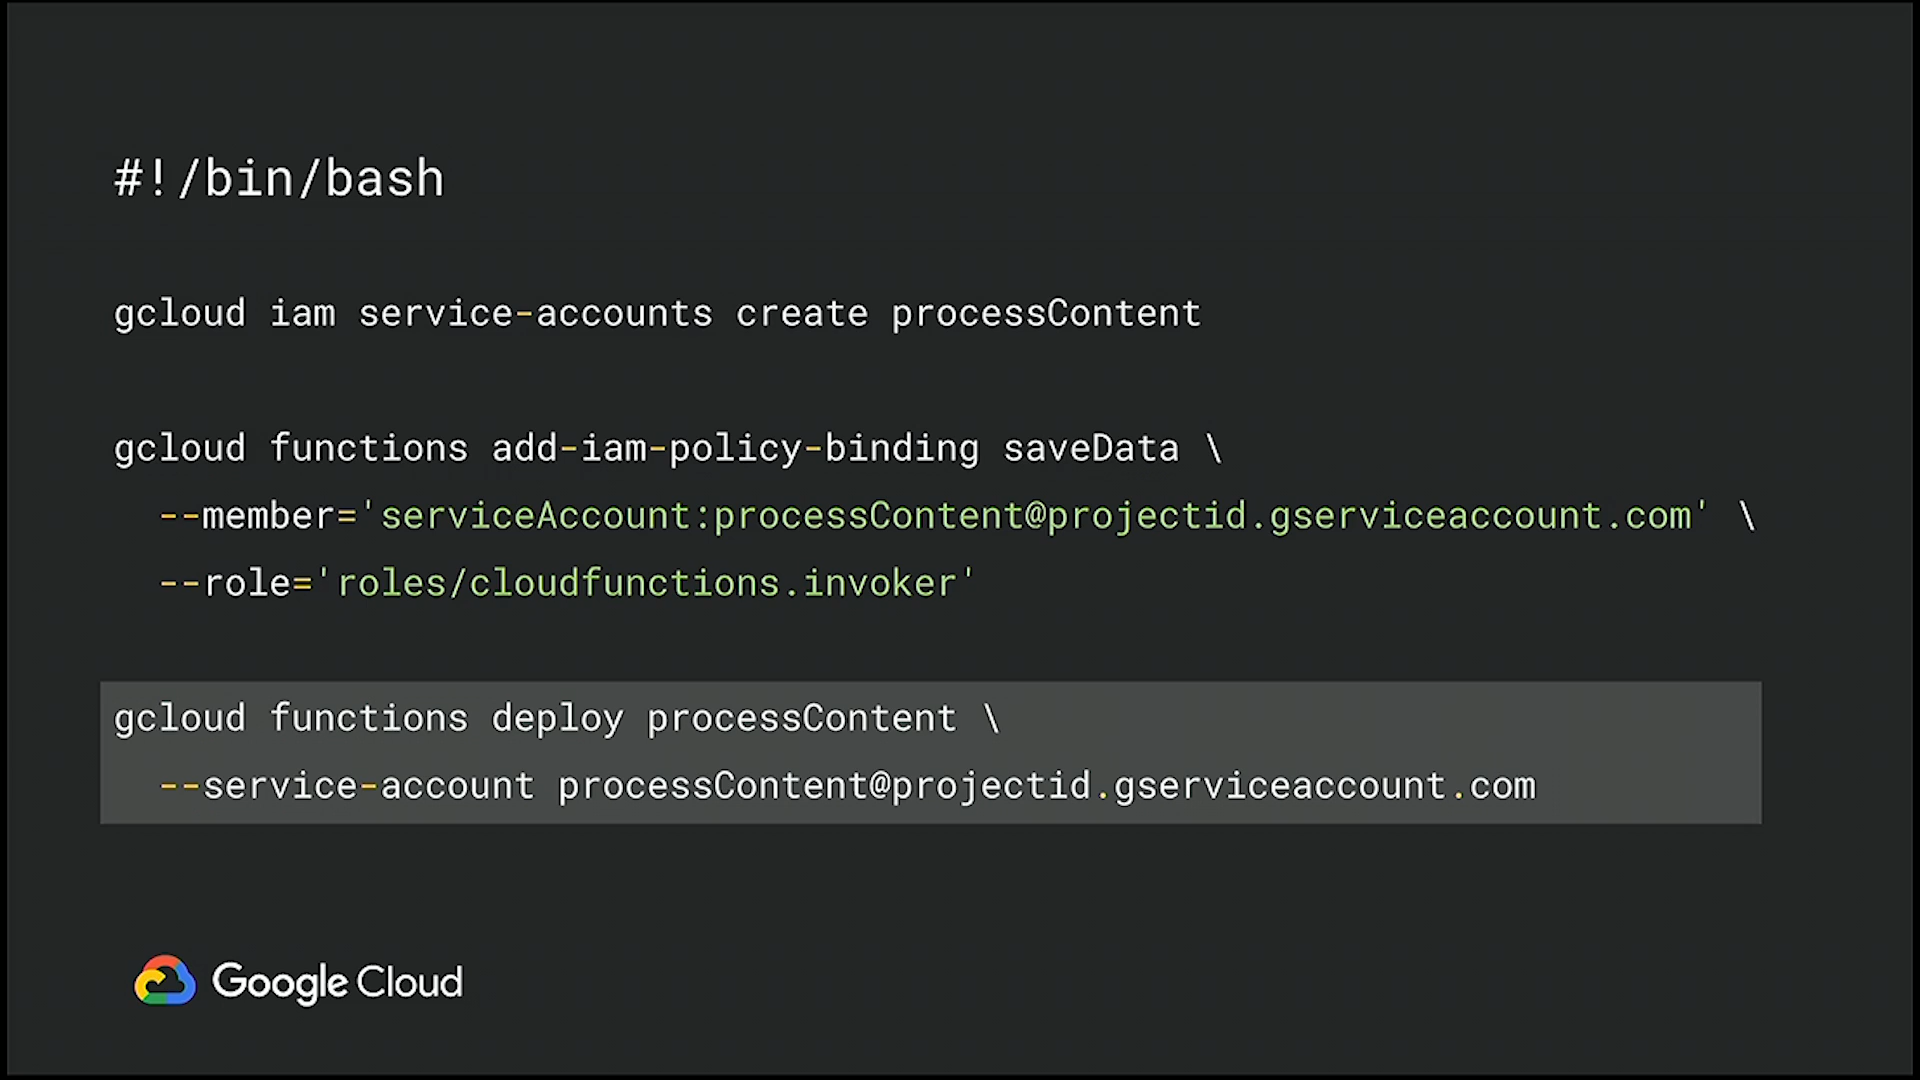 #!/bin/bash
gcloud iam service-accounts create processContent
gcloud functions add-iam-policy-binding saveData \
--member='serviceAccount:processContent@projectid.gserviceaccount.com' \
--role='roles/cloudfunctions.invoker'
gcloud functions deploy processContent \
--service-account processContent@projectid.gserviceaccount.com
Google Cloud